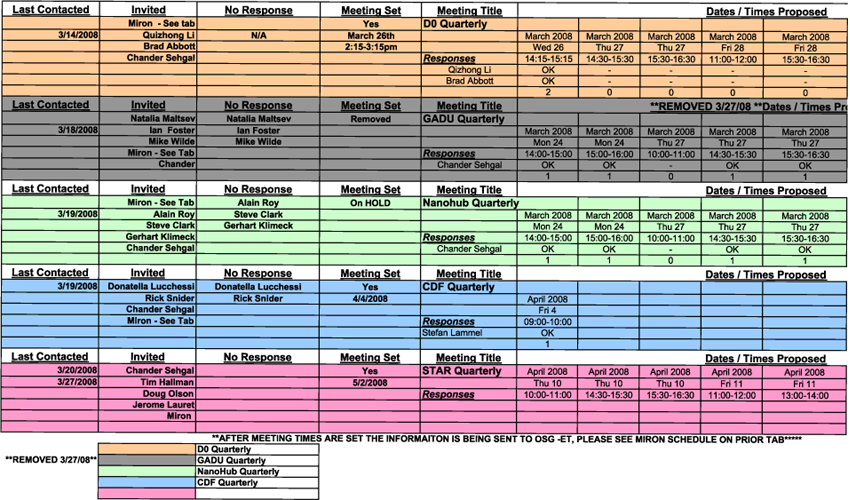 Last Contacted Invited No Response Meeting Set Meeting Title Dates / Times Proposed
Miron - See tab Yes D0 Quarterly
3/14/2008 Quizhong Li N/A March 26th March 2008 March 2008 March 2008 March 2008 March 2008
Brad Abbott 2:15-3:15pm Wed 26 Thu 27 Thu 27 Fri 28 Fri 28
Chander Sehgal Responses 14:15-15:15 14:30-15:30 15:30-16:30 11:00-12:00 15:30-16:30
Qizhong Li OK - - - -
Brad Abbott OK - - - -
2 0 0 0 0
Last Contacted Invited No Response Meeting Set Meeting Title **REMOVED 3/27/08 **Dates / Times Pro
Natalia Maltsev Natalia Maltsev Removed GADU Quarterly
3/18/2008 Ian Foster Ian Foster March 2008 March 2008 March 2008 March 2008 March 2008
Mike Wilde Mike Wilde Mon 24 Mon 24 Thu 27 Thu 27 Thu 27
Miron - See Tab Responses 14:00-15:00 15:00-16:00 10:00-11:00 14:30-15:30 15:30-16:30
Chander Chander Sehgal OK OK - OK OK
1 1 0 1 1
Last Contacted Invited No Response Meeting Set Meeting Title Dates / Times Proposed
Miron - See Tab Alain Roy On HOLD Nanohub Quarterly
3/19/2008 Alain Roy Steve Clark March 2008 March 2008 March 2008 March 2008 March 2008
Steve Clark Gerhart Klimeck Mon 24 Mon 24 Thu 27 Thu 27 Thu 27
Gerhart Klimeck Responses 14:00-15:00 15:00-16:00 10:00-11:00 14:30-15:30 15:30-16:30
Chander Sehgal Chander Sehgal OK OK - OK OK
1 1 0 1 1
Last Contacted Invited No Response Meeting Set Meeting Title Dates / Times Proposed
3/19/2008 Donatella Lucchessi Donatella Lucchessi Yes CDF Quarterly
Rick Snider Rick Snider 4/4/2008 April 2008
Chander Sehgal Fri 4
Miron - See Tab Responses 09:00-10:00
Stefan Lammel OK
1
Last Contacted Invited No Response Meeting Set Meeting Title Dates / Times Proposed
3/20/2008 Chander Sehgal Yes STAR Quarterly April 2008 April 2008 April 2008 April 2008 April 2008
3/27/2008 Tim Hallman 5/2/2008 Thu 10 Thu 10 Thu 10 Fri 11 Fri 11
Doug Olson Responses 10:00-11:00 14:30-15:30 15:30-16:30 11:00-12:00 13:00-14:00
Jerome Lauret
Miron
**AFTER MEETING TIMES ARE SET THE INFORMAITON IS BEING SENT TO OSG -ET, PLEASE SEE MIRON SCHEDULE ON PRIOR TAB*****
D0 Quarterly
**REMOVED 3/27/08** GADU Quarterly
NanoHub Quarterly
CDF Quarterly